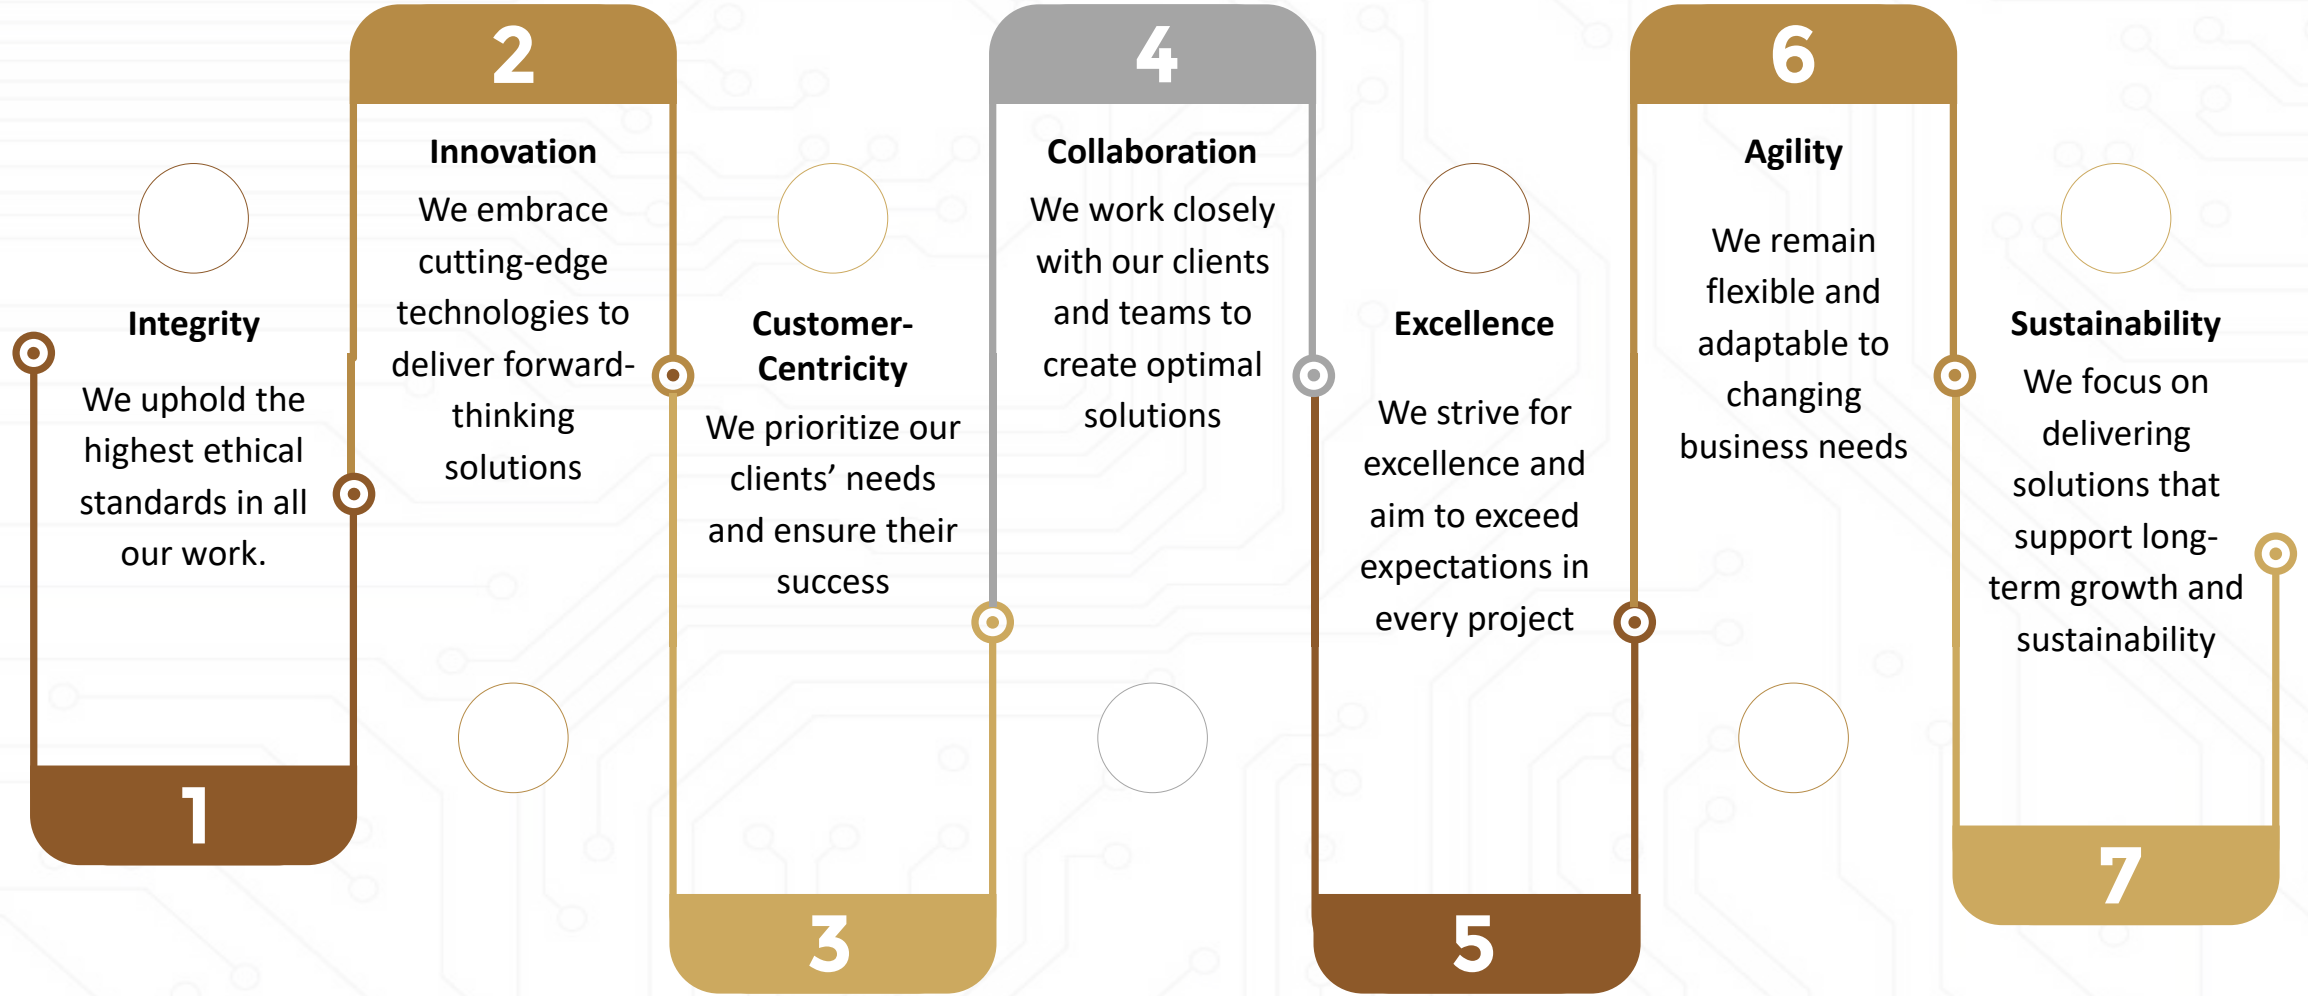 1
Integrity
We uphold the
highest ethical
standards in all
our work.
2
Innovation
We embrace
cutting-edge
technologies to
deliver forward-
thinking
solutions
3
Customer-
Centricity
We prioritize our
clients’ needs
and ensure their
success
4
Collaboration
We work closely
with our clients
and teams to
create optimal
solutions
5
Excellence
We strive for
excellence and
aim to exceed
expectations in
every project
6
Agility
We remain
flexible and
adaptable to
changing
business needs
7
Sustainability
We focus on
delivering
solutions that
support long-
term growth and
sustainability